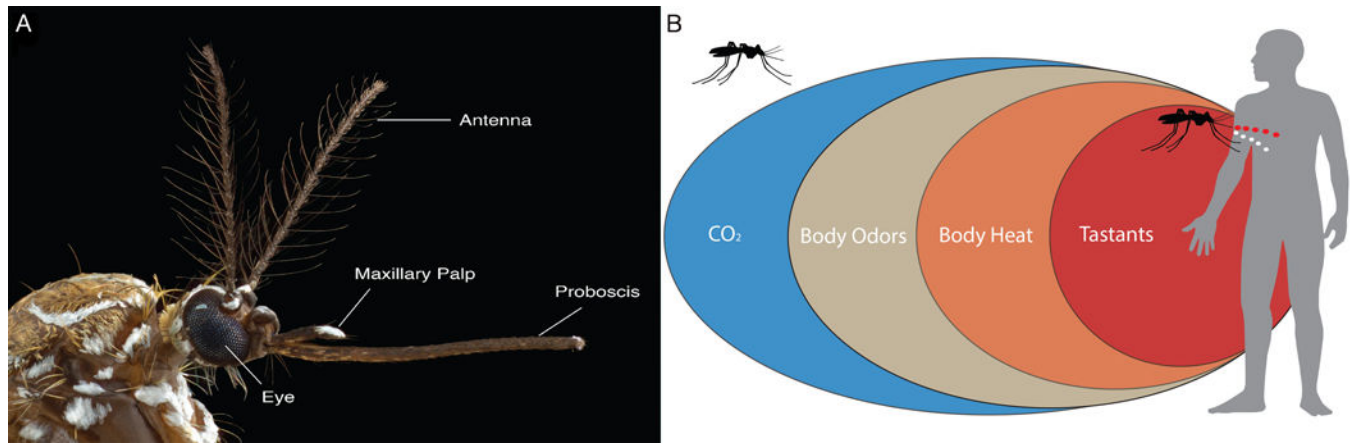 A
Antenna
Maxillary Palp
Proboscis
Eye
B
CO₂
Body Odors
Body Heat
Tastants